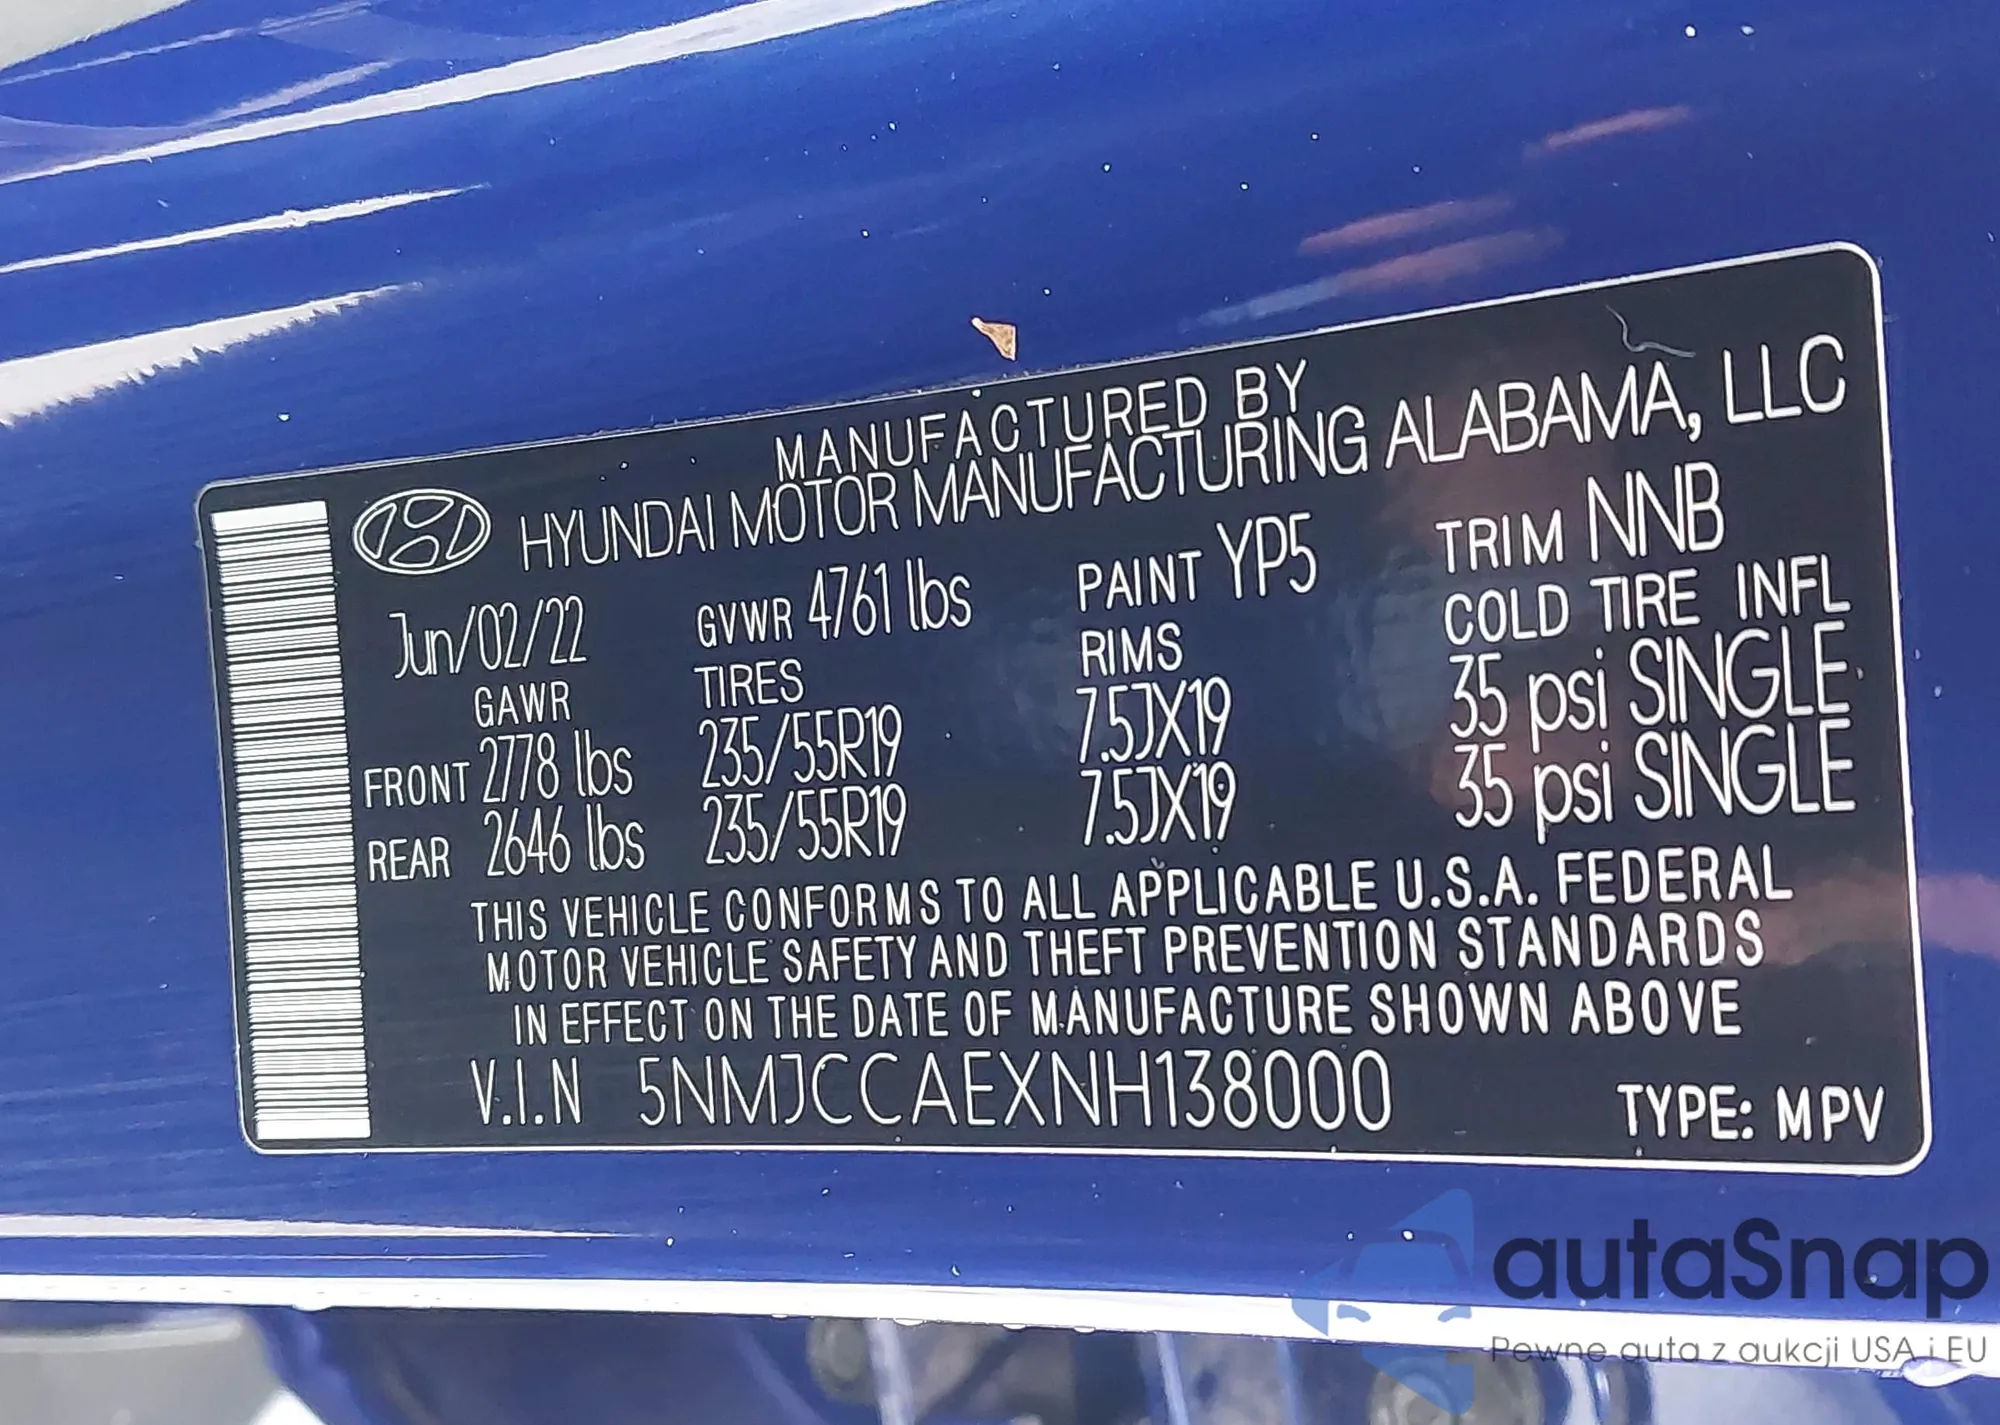 MANUFACTURED BY
HYUNDAI MOTOR MANUFACTURING ALABAMA, LLC
Jun/02/22 GVWR 4761 lbs PAINT YP5 TRIM NNB
GAWR TIRES RIMS COLD TIRE INFL
FRONT 2778 lbs 235/55R19 7.5JX19 35 psi SINGLE
REAR 2646 lbs 235/55R19 7.5JX19 35 psi SINGLE
THIS VEHICLE CONFORMS TO ALL APPLICABLE U.S.A. FEDERAL
MOTOR VEHICLE SAFETY AND THEFT PREVENTION STANDARDS
IN EFFECT ON THE DATE OF MANUFACTURE SHOWN ABOVE
V.I.N 5NMJCCAEXNH138000 TYPE: MPV
autaSnap
Pewne auta z aukcji USA i EU